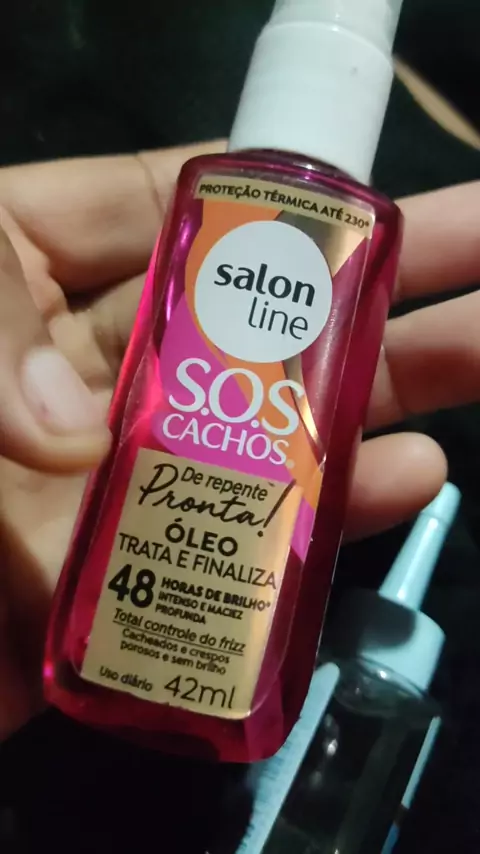 PROTEÇÃO TÉRMICA ATÉ 230°
salon
line
S.O.S
CACHOS
De repente
Pronta!
ÓLEO
TRATA E FINALIZA
48 HORAS DE BRILHO*
INTENSO E MACIEZ
PROFUNDA
Total controle do frizz
Cacheados e crespos
porosos e sem brilho
Uso diário 42ml